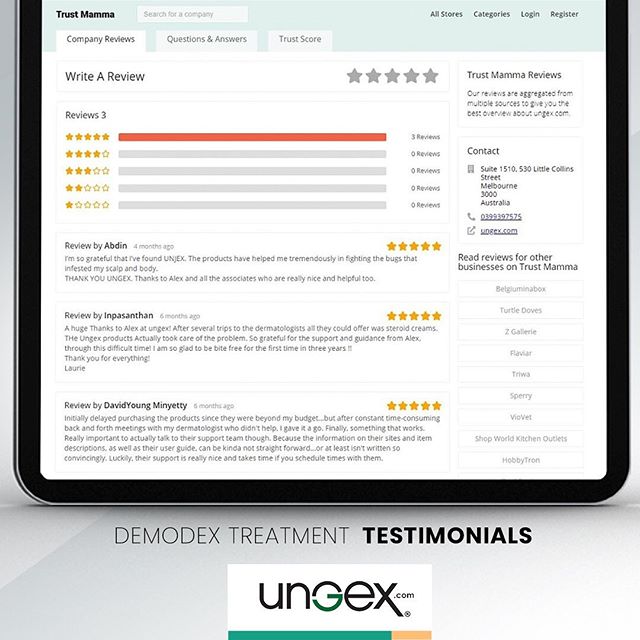 Trust Mamma
Search for a company
All Stores
Categories
Login
Register
Company Reviews
Questions & Answers
Trust Score
Write A Review
Reviews 3
3 Reviews
0 Reviews
0 Reviews
0 Reviews
0 Reviews
Review by Abdin 4 months ago
I'm so grateful that I've found UNJEX. The products have helped me tremendously in fighting the bugs that
infested my scalp and body.
THANK YOU UNGEX. Thanks to Alex and all the associates who are really nice and helpful too.
Review by Inpasanthan 6 months ago
A huge Thanks to Alex at ungex! After several trips to the dermatologists all they could offer was steroid creams.
THe Ungex products Actually took care of the problem. So grateful for the support and guidance from Alex,
through this difficult time! I am so glad to be bite free for the first time in three years !!
Thank you for everything!
Laurie
Review by DavidYoung Minyetty 6 months ago
Initially delayed purchasing the products since they were beyond my budget...but after constant time-consuming
back and forth meetings with my dermatologist who didn't help, I gave it a go. Finally, something that works.
Really important to actually talk to their support team though. Because the information on their sites and item
descriptions, as well as their user guide, can be kinda not straight forward...or at least isn't written so
convincingly. Luckily, their support is really nice and takes time if you schedule times with them.
Trust Mamma Reviews
Our reviews are aggregated from
multiple sources to give you the
best overview about ungex.com.
Contact
Suite 1510, 530 Little Collins
Street
Melbourne
3000
Australia
0399397575
ungex.com
Read reviews for other
businesses on Trust Mamma
Belgiuminabox
Turtle Doves
Z Gallerie
Flaviar
Triwa
Sperry
VioVet
Shop World Kitchen Outlets
HobbyTron
DEMODEX TREATMENT TESTIMONIALS
ungex.com®